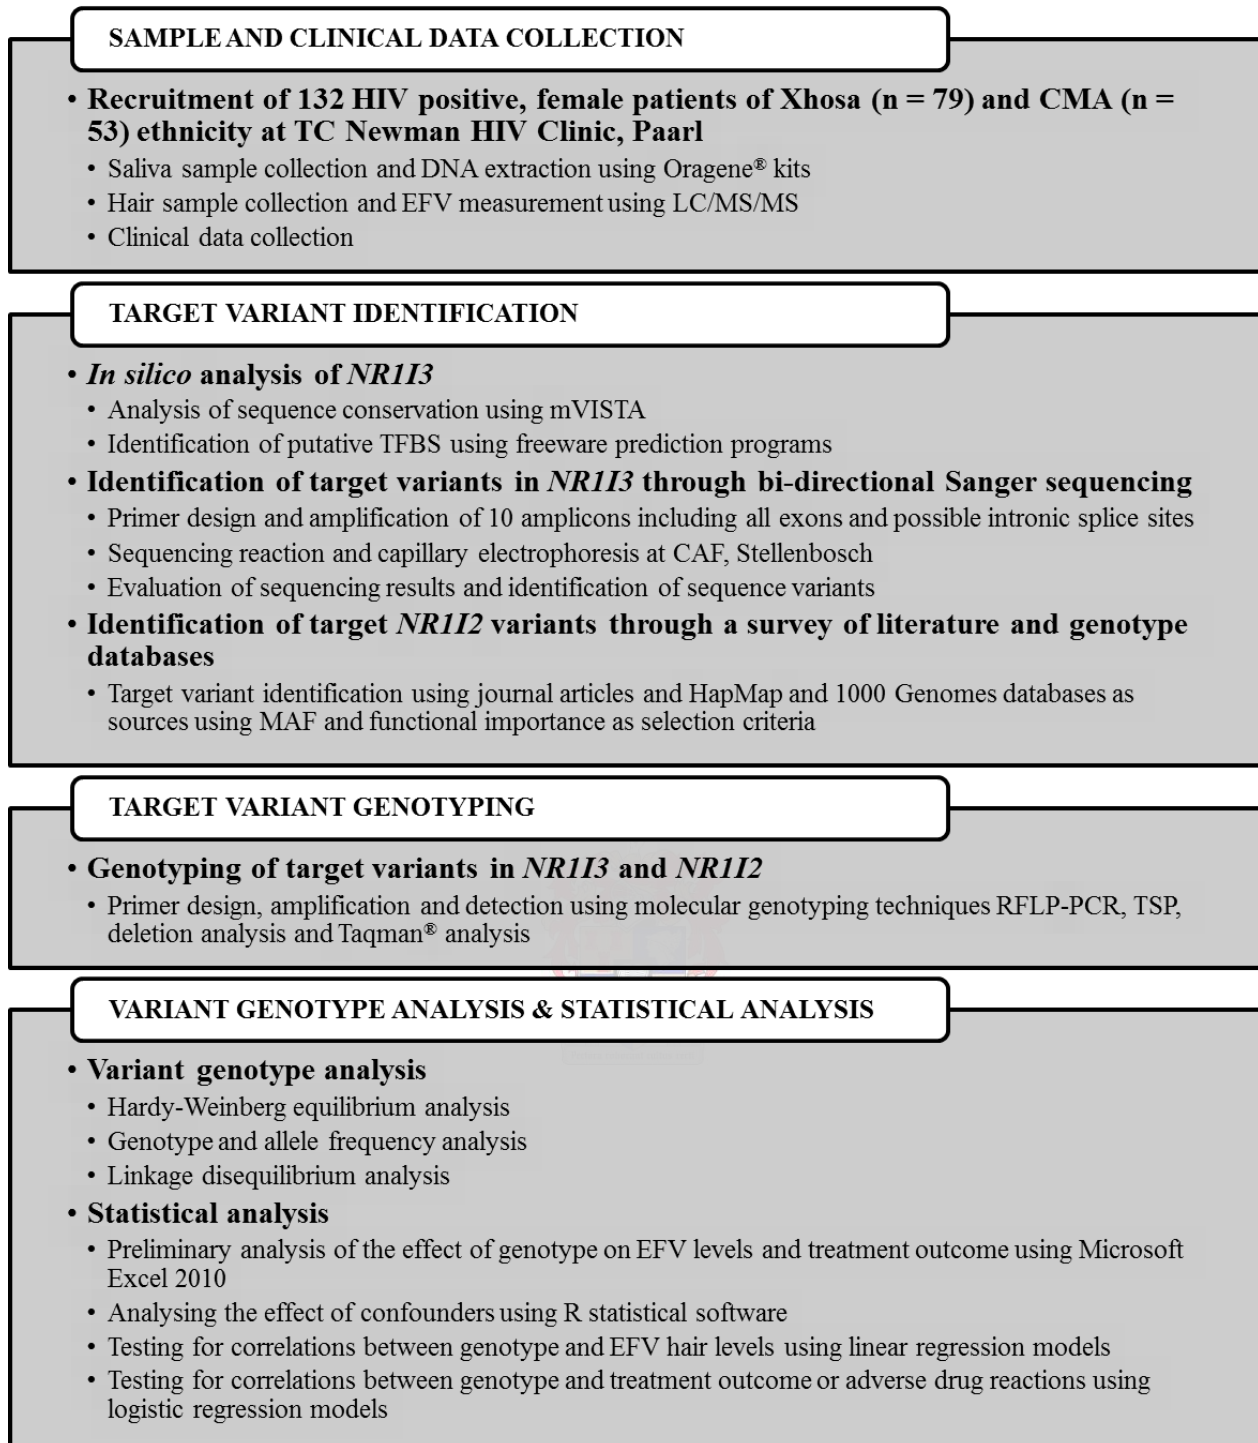 SAMPLE AND CLINICAL DATA COLLECTION
• Recruitment of 132 HIV positive, female patients of Xhosa (n = 79) and CMA (n =
53) ethnicity at TC Newman HIV Clinic, Paarl
• Saliva sample collection and DNA extraction using Oragene® kits
• Hair sample collection and EFV measurement using LC/MS/MS
• Clinical data collection
TARGET VARIANT IDENTIFICATION
• In silico analysis of NR1I3
• Analysis of sequence conservation using mVISTA
• Identification of putative TFBS using freeware prediction programs
• Identification of target variants in NR1I3 through bi-directional Sanger sequencing
• Primer design and amplification of 10 amplicons including all exons and possible intronic splice sites
• Sequencing reaction and capillary electrophoresis at CAF, Stellenbosch
• Evaluation of sequencing results and identification of sequence variants
• Identification of target NR1I2 variants through a survey of literature and genotype
databases
• Target variant identification using journal articles and HapMap and 1000 Genomes databases as
sources using MAF and functional importance as selection criteria
TARGET VARIANT GENOTYPING
• Genotyping of target variants in NR1I3 and NR1I2
• Primer design, amplification and detection using molecular genotyping techniques RFLP-PCR, TSP,
deletion analysis and Taqman® analysis
VARIANT GENOTYPE ANALYSIS & STATISTICAL ANALYSIS
• Variant genotype analysis
• Hardy-Weinberg equilibrium analysis
• Genotype and allele frequency analysis
• Linkage disequilibrium analysis
• Statistical analysis
• Preliminary analysis of the effect of genotype on EFV levels and treatment outcome using Microsoft
Excel 2010
• Analysing the effect of confounders using R statistical software
• Testing for correlations between genotype and EFV hair levels using linear regression models
• Testing for correlations between genotype and treatment outcome or adverse drug reactions using
logistic regression models